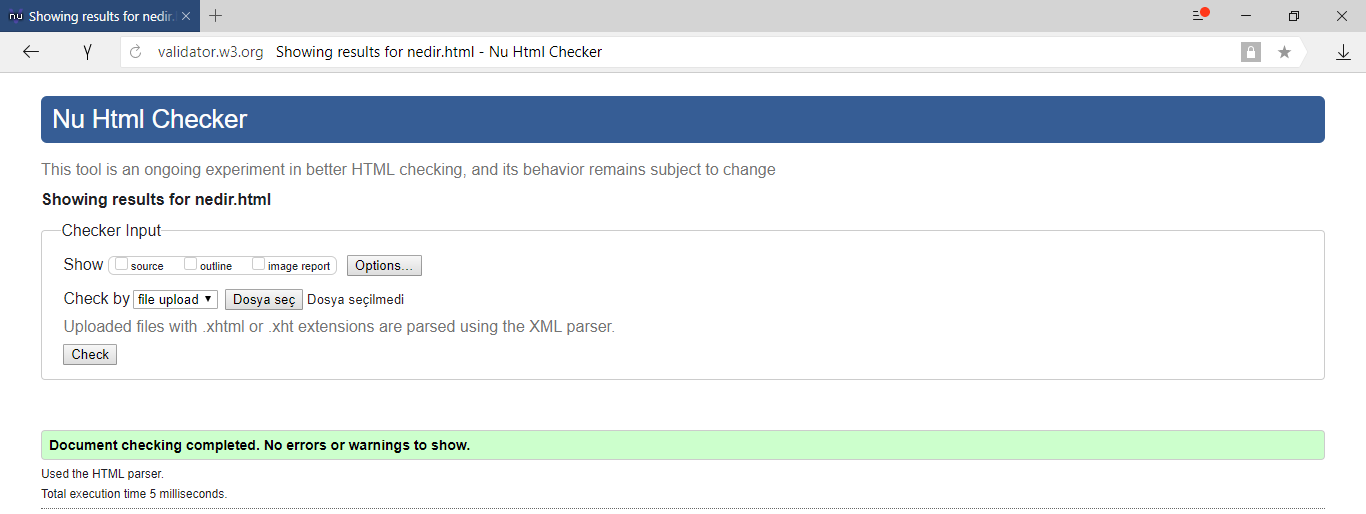 nu Showing results for nedir.
validator.w3.org Showing results for nedir.html - Nu Html Checker
Nu Html Checker
This tool is an ongoing experiment in better HTML checking, and its behavior remains subject to change
Showing results for nedir.html
Checker Input
Show source outline image report Options...
Check by file upload Dosya seç Dosya seçilmedi
Uploaded files with .xhtml or .xht extensions are parsed using the XML parser.
Check
Document checking completed. No errors or warnings to show.
Used the HTML parser.
Total execution time 5 milliseconds.